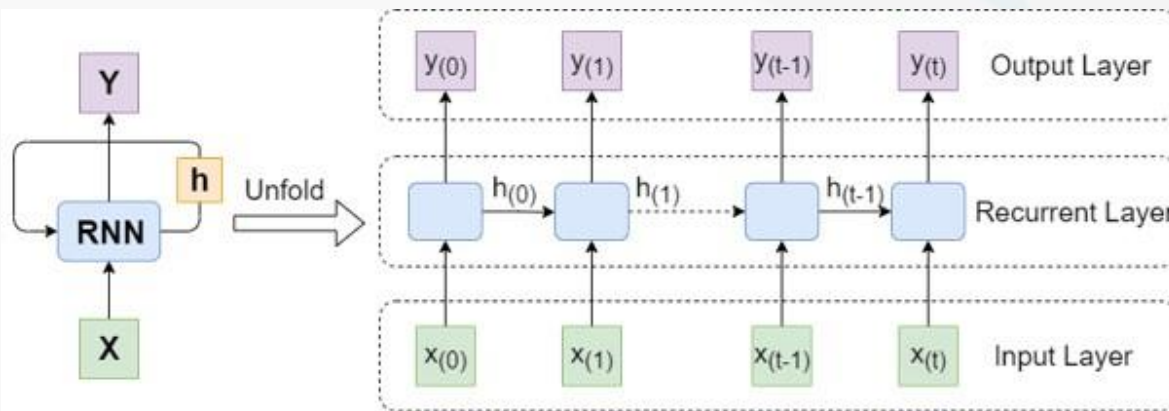 Y
h
RNN
X
Unfold
y(0) y(1) y(t-1) y(t) Output Layer
h(0) h(1) h(t-1)
Recurrent Layer
x(0) x(1) x(t-1) x(t) Input Layer